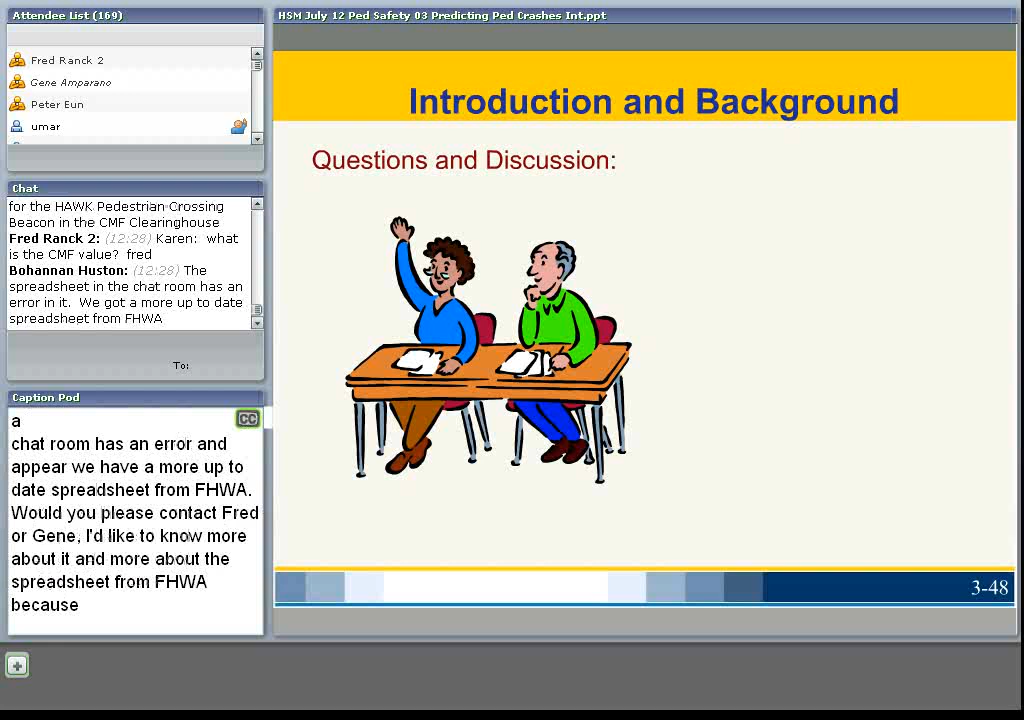 Attendee List (169)
Fred Ranck 2
Gene Amparano
Peter Eun
umar
Chat
for the HAWK Pedestrian Crossing
Beacon in the CMF Clearinghouse
Fred Ranck 2: (12:28) Karen: what
is the CMF value? fred
Bohannan Huston: (12:28) The
spreadsheet in the chat room has an
error in it. We got a more up to date
spreadsheet from FHWA
To:
Caption Pod
CC
a
chat room has an error and
appear we have a more up to
date spreadsheet from FHWA.
Would you please contact Fred
or Gene, I'd like to know more
about it and more about the
spreadsheet from FHWA
because
HSM July 12 Ped Safety 03 Predicting Ped Crashes Int.ppt
Introduction and Background
Questions and Discussion:
3-48